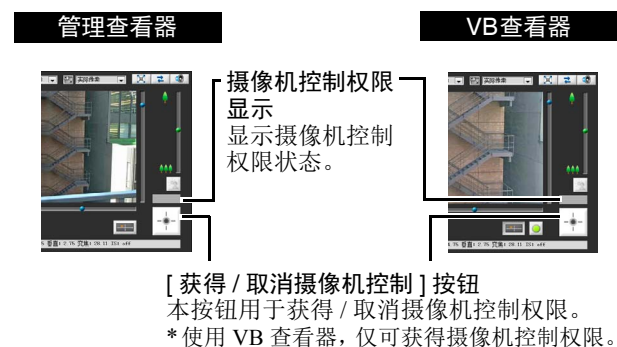 管理查看器
VB查看器
摄像机控制权限
显示
显示摄像机控制
权限状态。
[ 获得 / 取消摄像机控制 ] 按钮
本按钮用于获得 / 取消摄像机控制权限。
* 使用 VB 查看器，仅可获得摄像机控制权限。